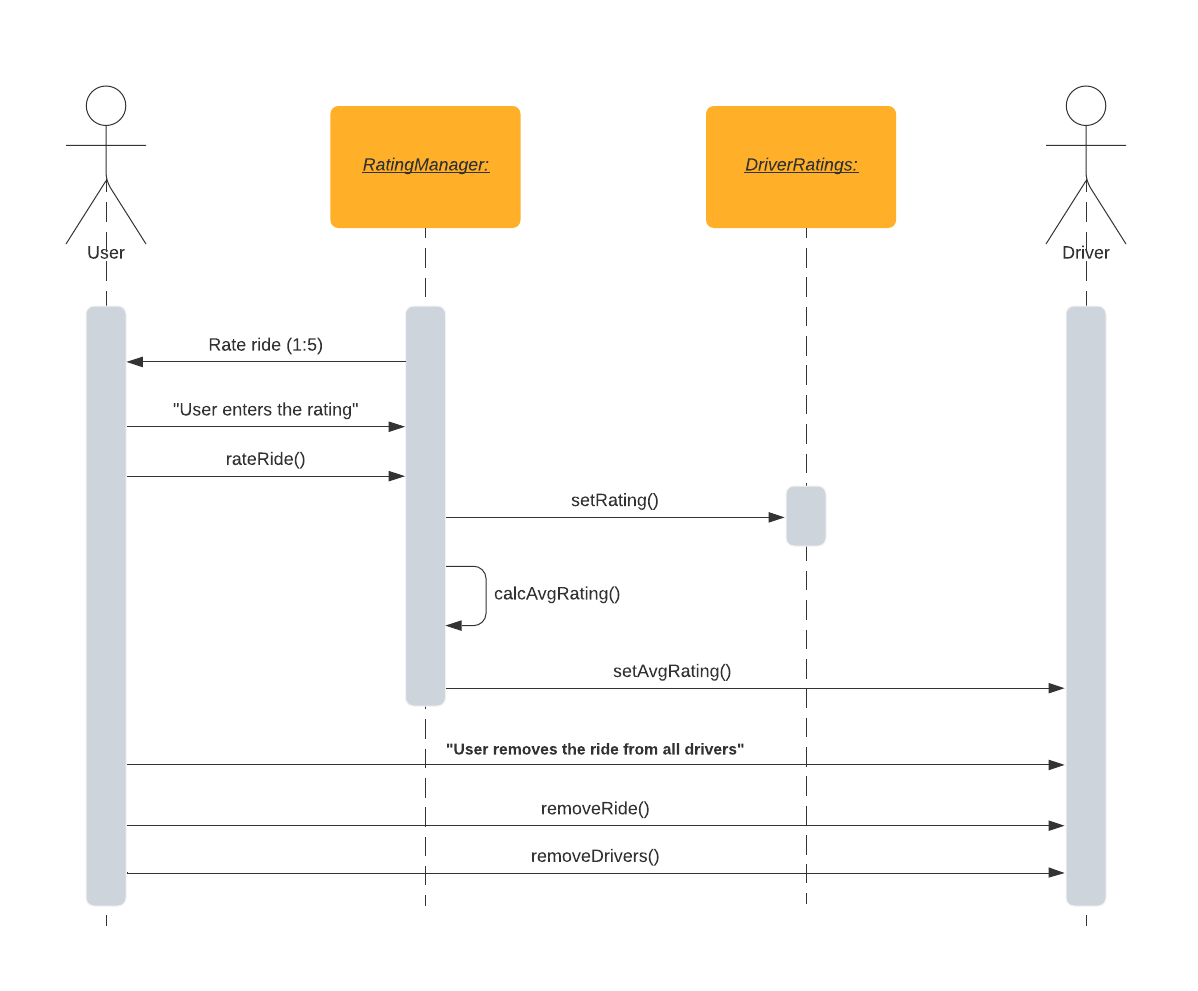 RatingManager:
DriverRatings:
User
Driver
Rate ride (1:5)
"User enters the rating"
rateRide()
setRating()
calcAvgRating()
setAvgRating()
"User removes the ride from all drivers"
removeRide()
removeDrivers()